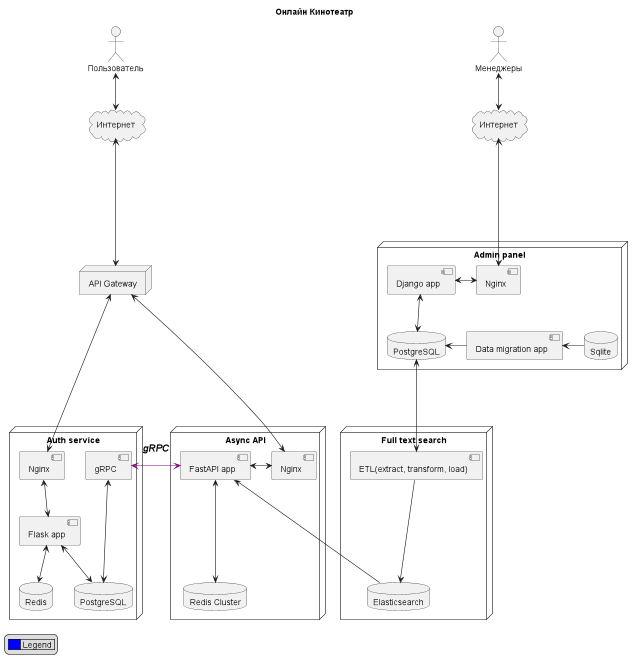 Онлайн Кинотеатр
Пользователь
Менеджеры
Интернет
Интернет
Admin panel
API Gateway
Django app
Nginx
PostgreSQL
Data migration app
Sqlite
Auth service
Async API
Full text search
gRPC
Nginx
gRPC
FastAPI app
Nginx
ETL(extract, transform, load)
Flask app
Redis
PostgreSQL
Redis Cluster
Elasticsearch
Legend